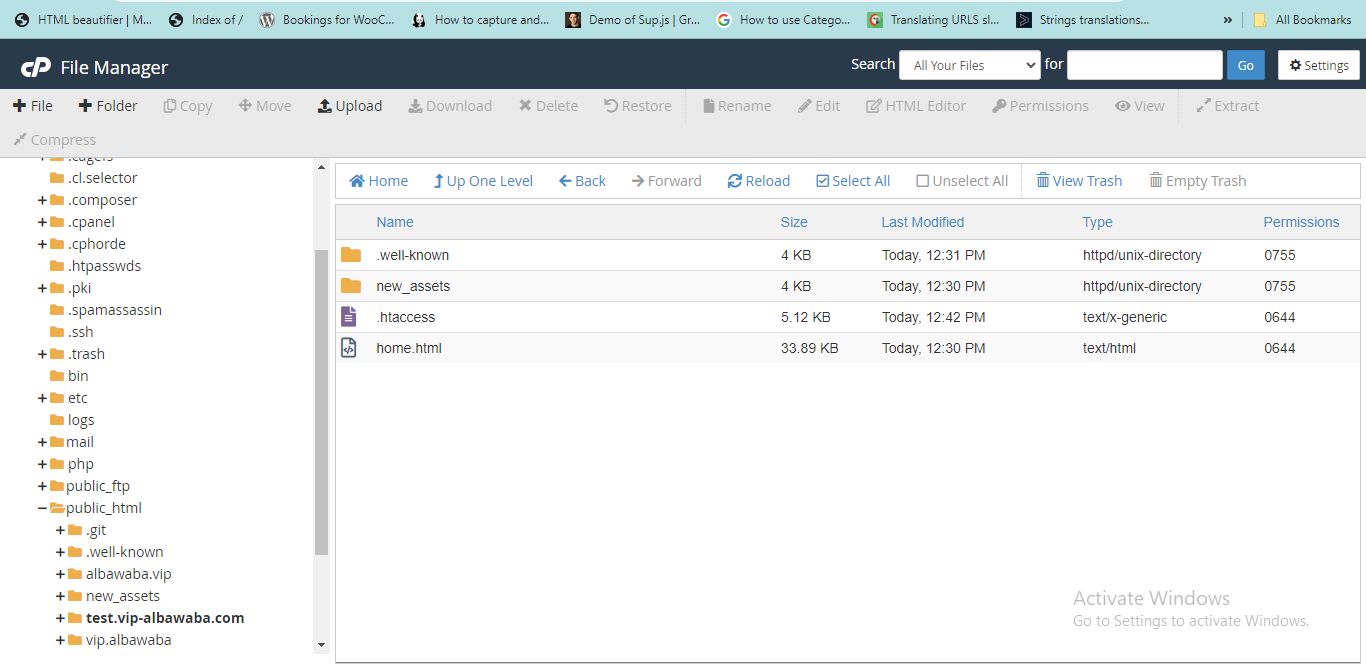 HTML beautifier | M... Index of / Bookings for WooC... How to capture and... Demo of Sup.js | Gr... How to use Catego... Translating URLS sl... Strings translations... » All Bookmarks
cP File Manager Search All Your Files for Go Settings
File Folder Copy Move Upload Download Delete Restore Rename Edit HTML Editor Permissions View Extract
Compress
.cl.selector
.composer
.cpanel
.cphorde
.htpasswds
.pki
.spamassassin
.ssh
.trash
bin
etc
logs
mail
php
public_ftp
public_html
.git
.well-known
albawaba.vip
new_assets
test.vip-albawaba.com
vip.albawaba
Home Up One Level Back Forward Reload Select All Unselect All View Trash Empty Trash
Name Size Last Modified Type Permissions
.well-known 4 KB Today, 12:31 PM httpd/unix-directory 0755
new_assets 4 KB Today, 12:30 PM httpd/unix-directory 0755
.htaccess 5.12 KB Today, 12:42 PM text/x-generic 0644
home.html 33.89 KB Today, 12:30 PM text/html 0644
Activate Windows
Go to Settings to activate Windows.